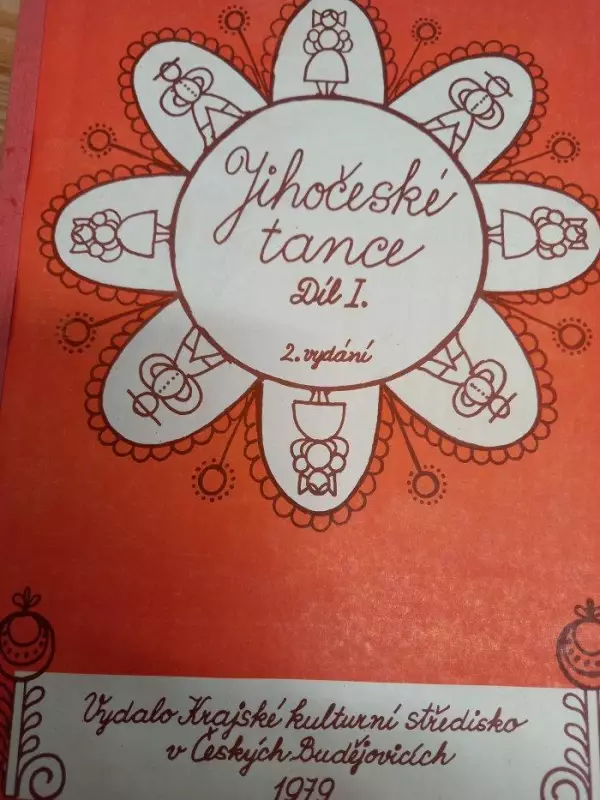 Jihočeské
tance
Díl I.
2. vydání
Vydalo Krajské kulturní středisko
v Českých Budějovicích
1979